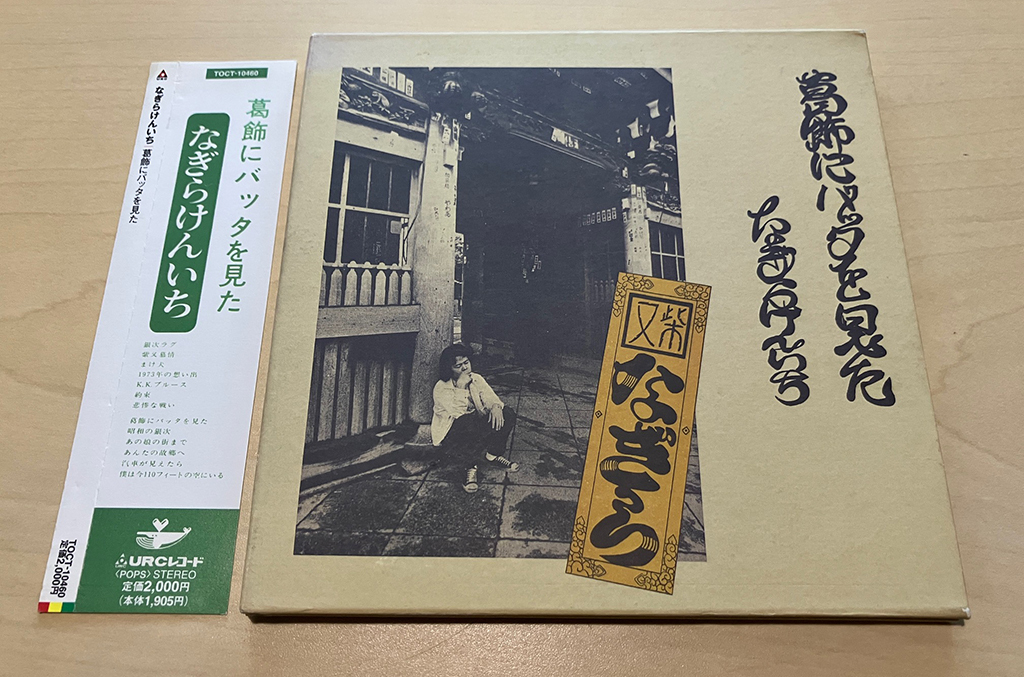 なぎらけんいち／葛飾にバッタを見た
TOCT-10460
定価2,000円
TOCT-10460
葛飾にバッタを見た
なぎらけんいち
銀次ラプ
柴又慕情
まけ犬
1973年の想い出
K.K.ブルース
約束
悲惨な戦い
葛飾にバッタを見た
昭和の銀次
あの娘の街まで
あんたの故郷へ
汽車が見えたら
僕は今110フィートの空にいる
URCレコード
〈POPS〉STEREO
定価2,000円
(本体1,905円)
葛飾にバッタを見た
なぎらけんいち
柴又
なぎら